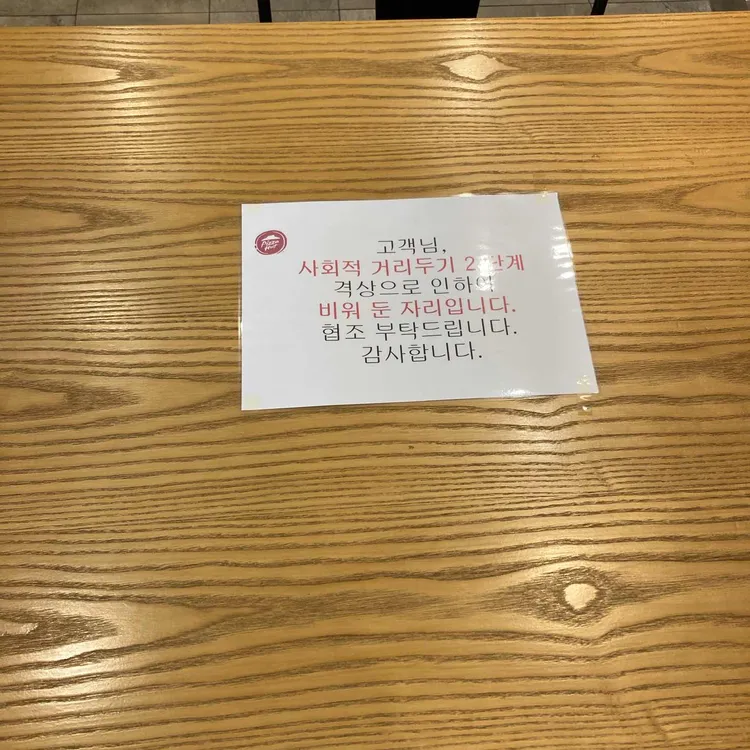 Pizza Hut
고객님,
사회적 거리두기 2단계
격상으로 인하여
비워 둔 자리입니다.
협조 부탁드립니다.
감사합니다.